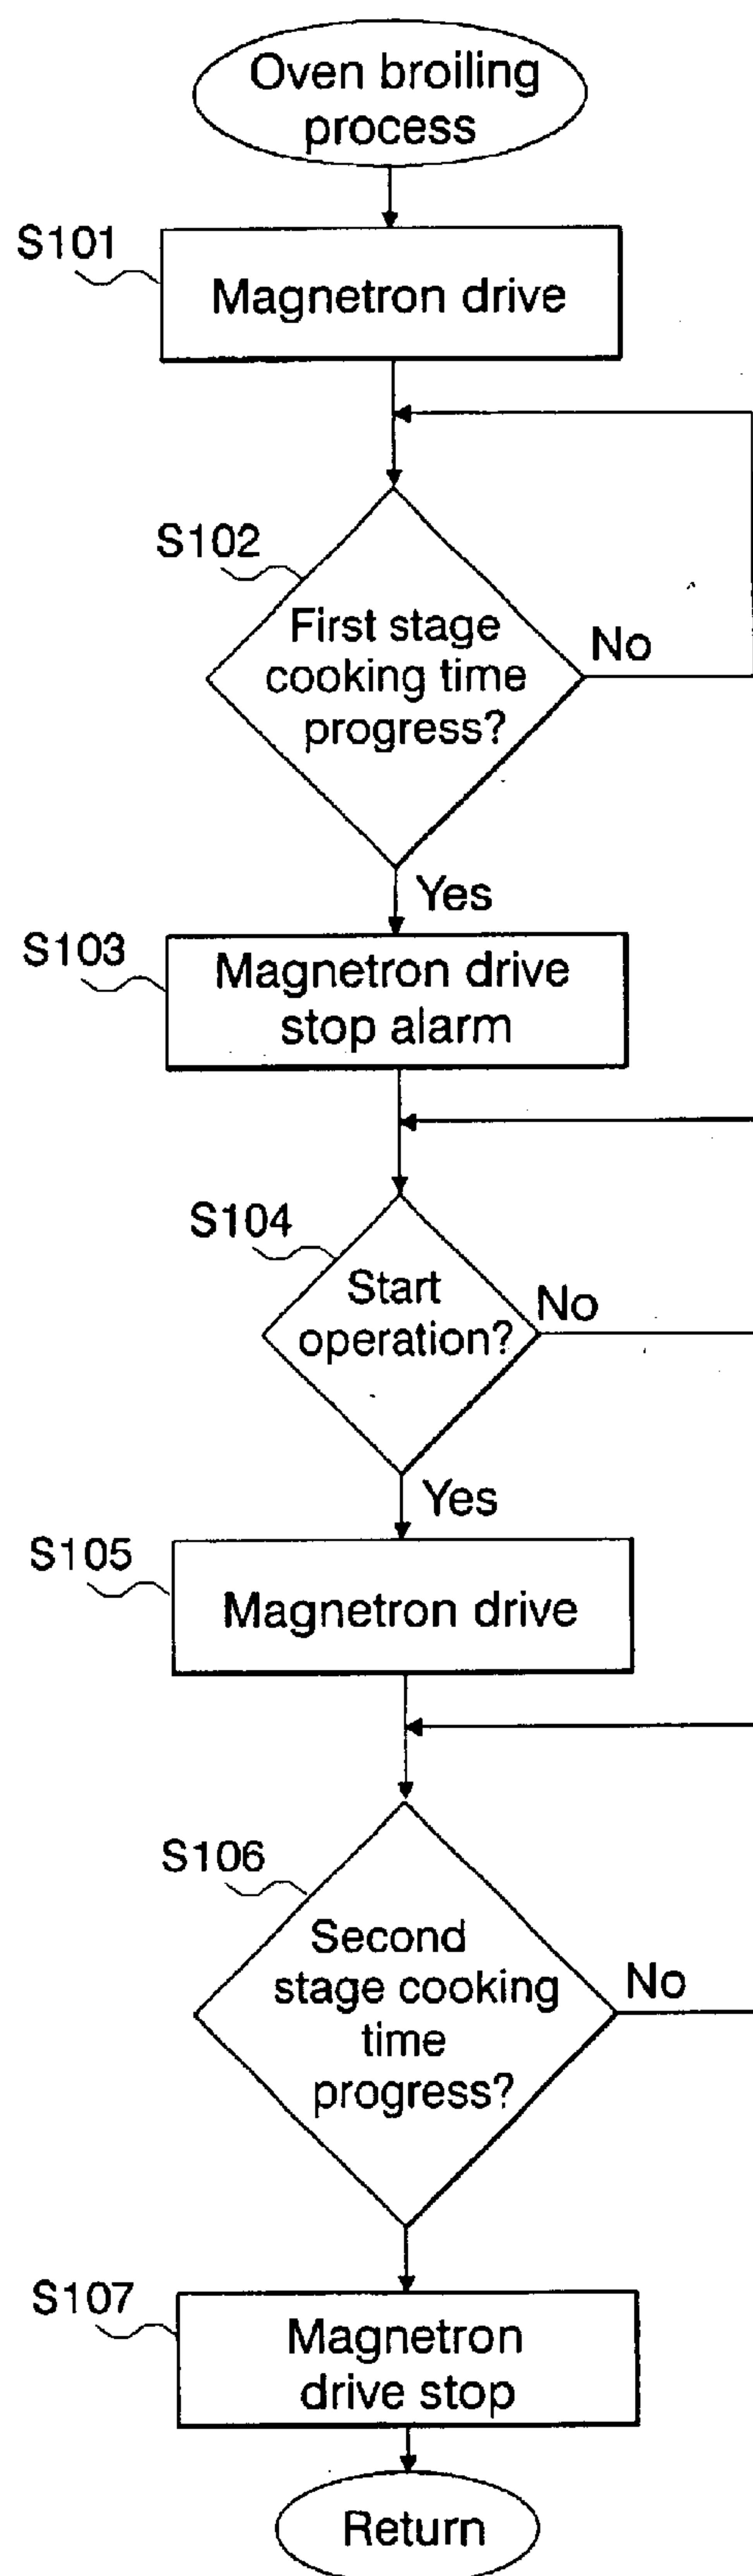 Oven broiling
process
S101
Magnetron drive
S102
First stage
cooking time
progress?
No
Yes
S103
Magnetron drive
stop alarm
S104
Start
operation?
No
Yes
S105
Magnetron drive
S106
Second
stage cooking
time
progress?
No
S107
Magnetron
drive stop
Return